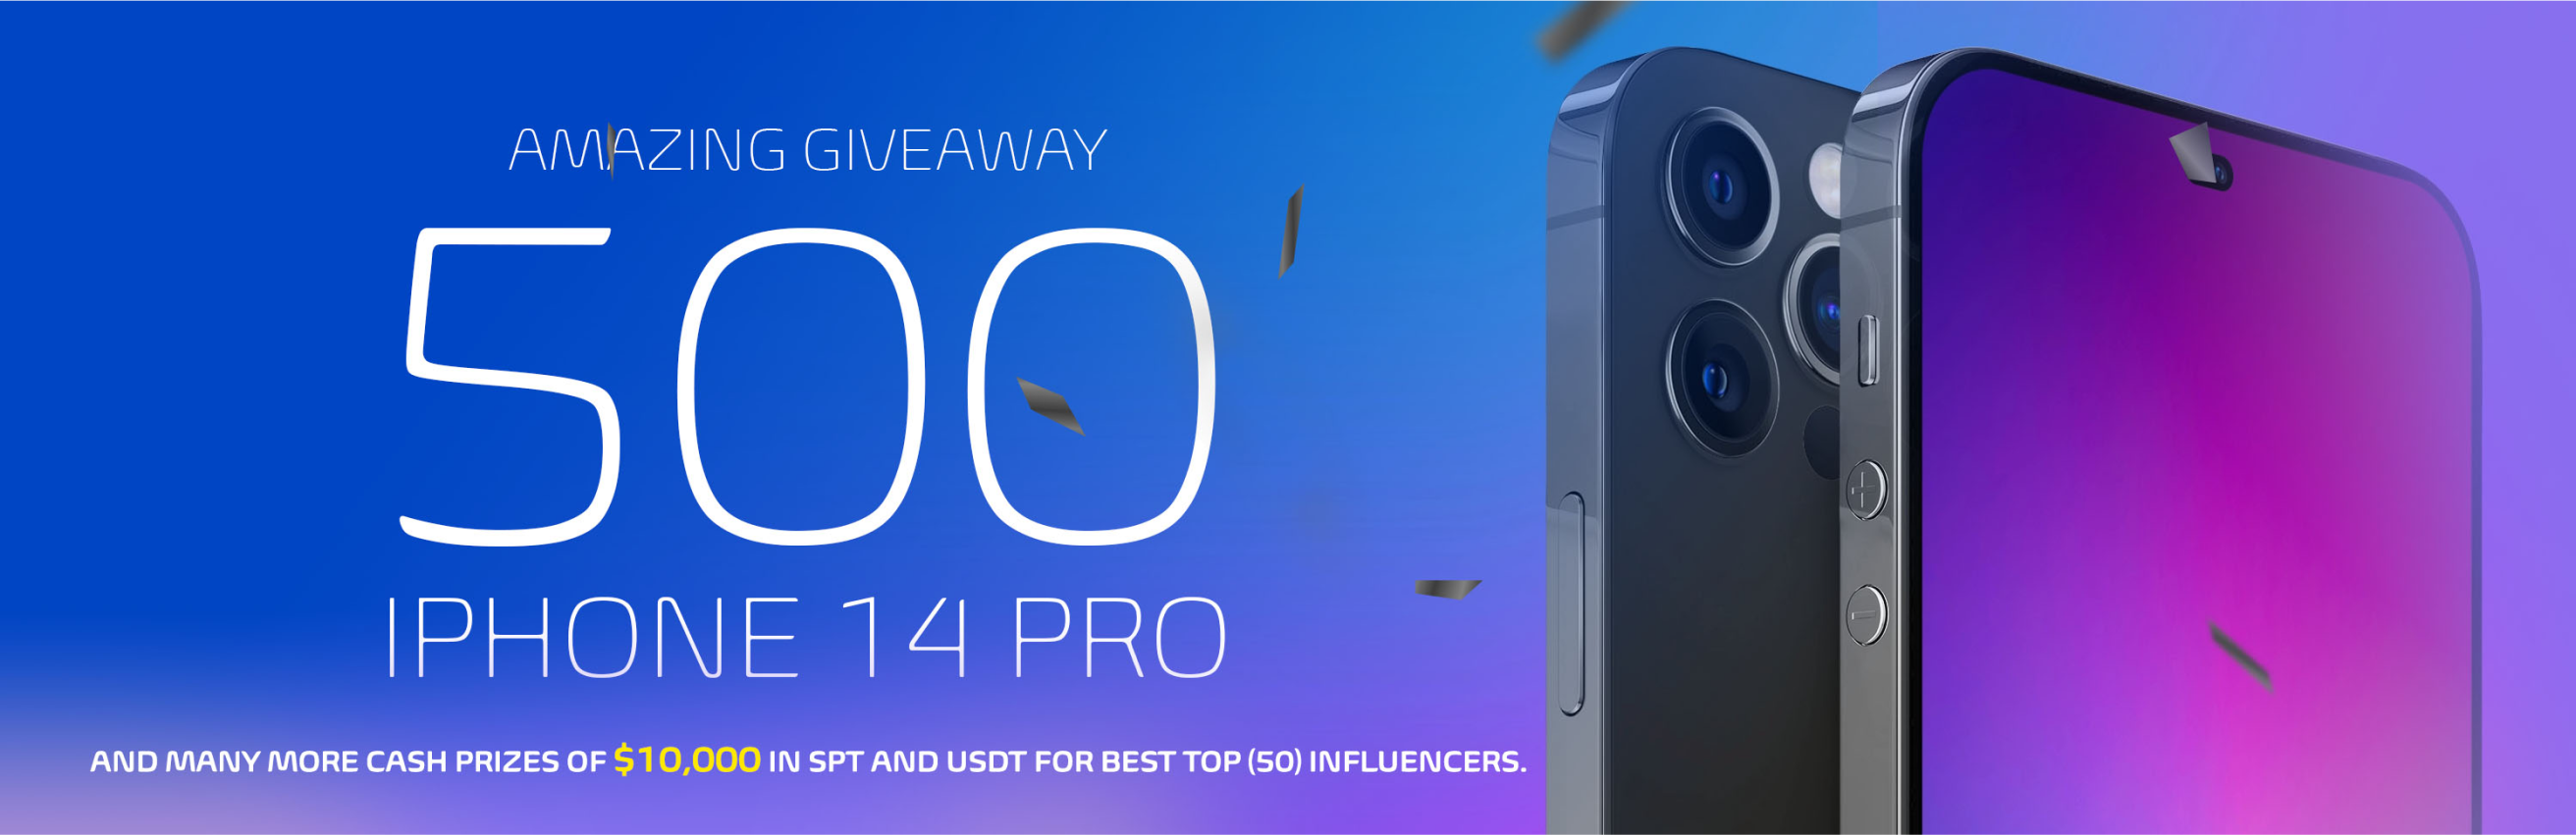 AMAZING GIVEAWAY
500
IPHONE 14 PRO
AND MANY MORE CASH PRIZES OF $10,000 IN SPT AND USDT FOR BEST TOP (50) INFLUENCERS.